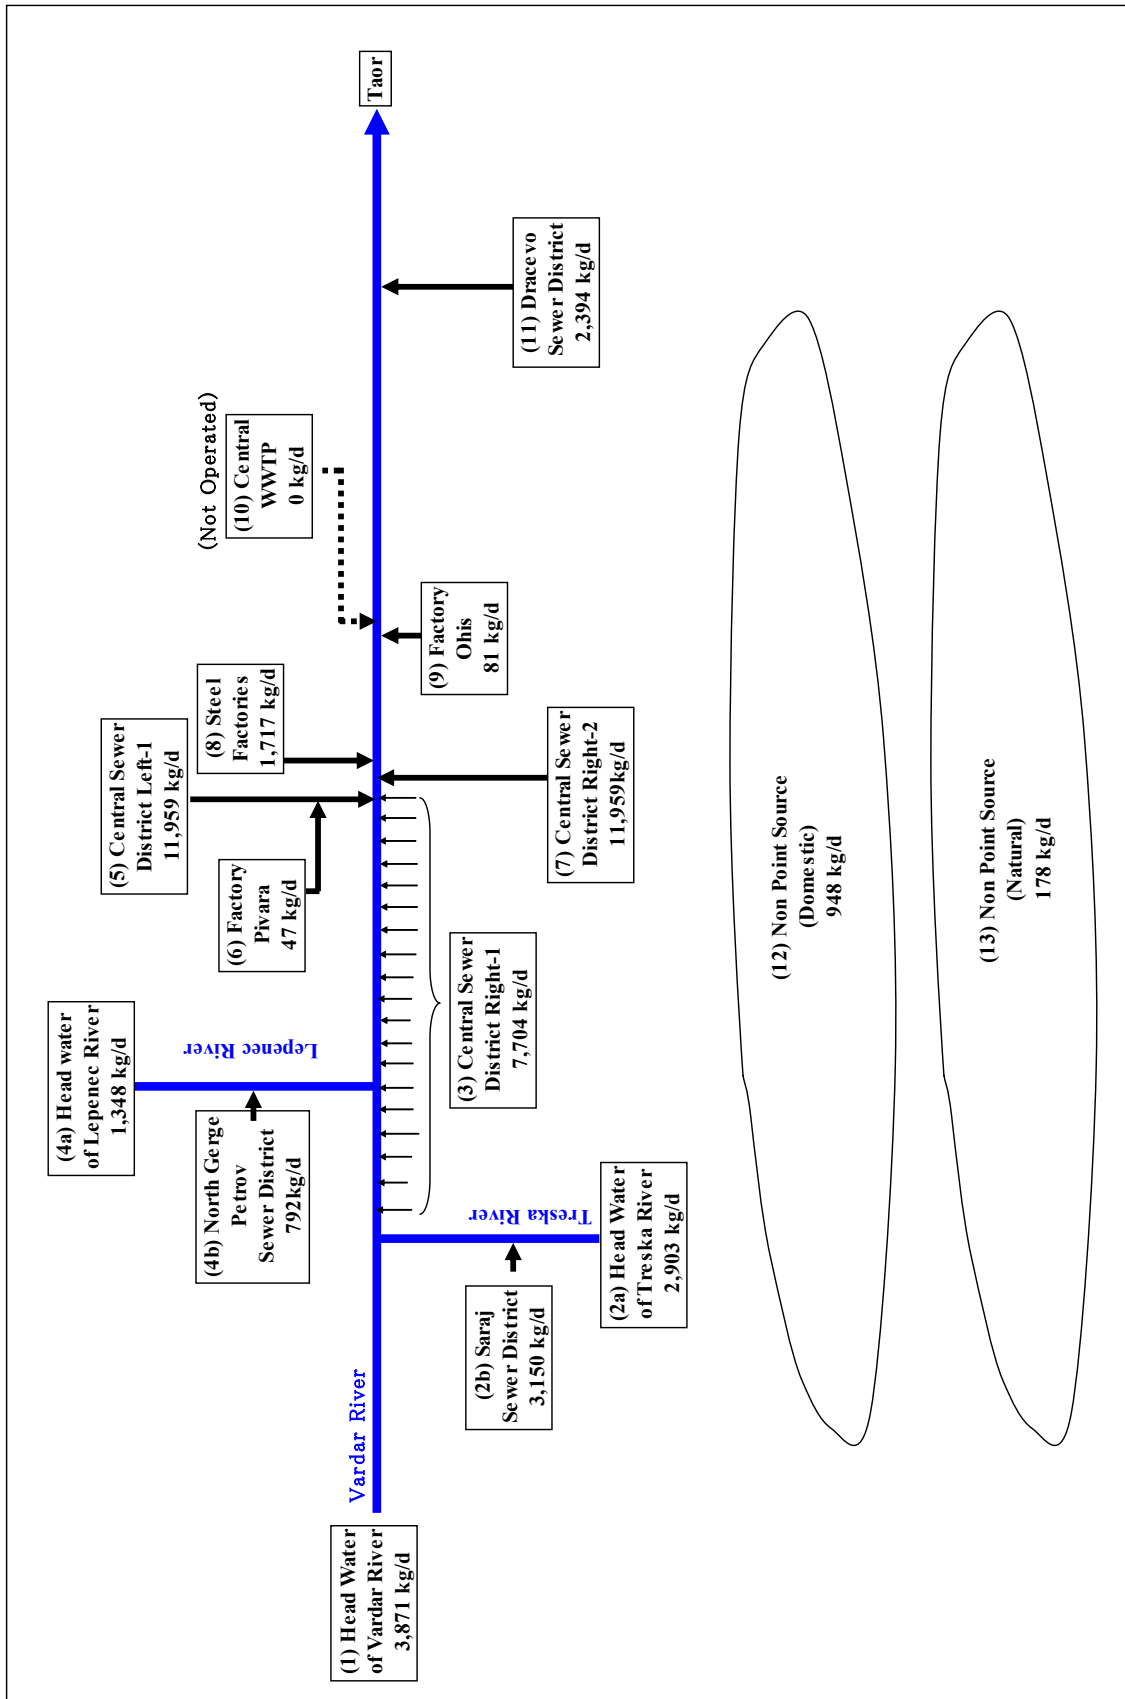 (1) Head Water
of Vardar River
3,871 kg/d
Vardar River
(2a) Head Water
of Treska River
2,903 kg/d
Treska River
(2b) Saraj
Sewer District
3,150 kg/d
(4a) Head water
of Lepenec River
1,348 kg/d
Lepenec River
(4b) North Gerge
Petrov
Sewer District
792kg/d
(3) Central Sewer
District Right-1
7,704 kg/d
(5) Central Sewer
District Left-1
11,959 kg/d
(6) Factory
Pivara
47 kg/d
(7) Central Sewer
District Right-2
11,959kg/d
(8) Steel
Factories
1,717 kg/d
(9) Factory
Ohis
81 kg/d
(Not Operated)
(10) Central
WWTP
0 kg/d
(11) Dracevo
Sewer District
2,394 kg/d
Taor
(12) Non Point Source
(Domestic)
948 kg/d
(13) Non Point Source
(Natural)
178 kg/d